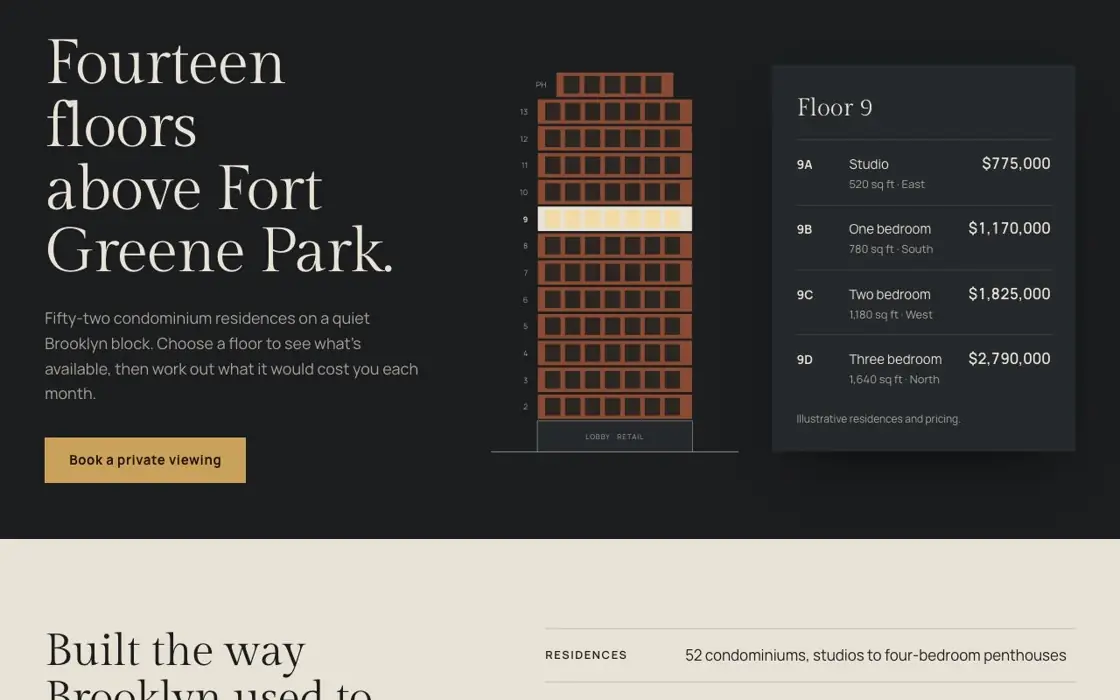 Fourteen
floors
above Fort
Greene Park.
Fifty-two condominium residences on a quiet
Brooklyn block. Choose a floor to see what's
available, then work out what it would cost you each
month.
Book a private viewing
PH
13
12
11
10
9
8
7
6
5
4
3
2
LOBBY RETAIL
Floor 9
9A Studio $775,000
520 sq ft · East
9B One bedroom $1,170,000
780 sq ft · South
9C Two bedroom $1,825,000
1,180 sq ft · West
9D Three bedroom $2,790,000
1,640 sq ft · North
Illustrative residences and pricing.
Built the way
Brooklyn used to
RESIDENCES 52 condominiums, studios to four-bedroom penthouses